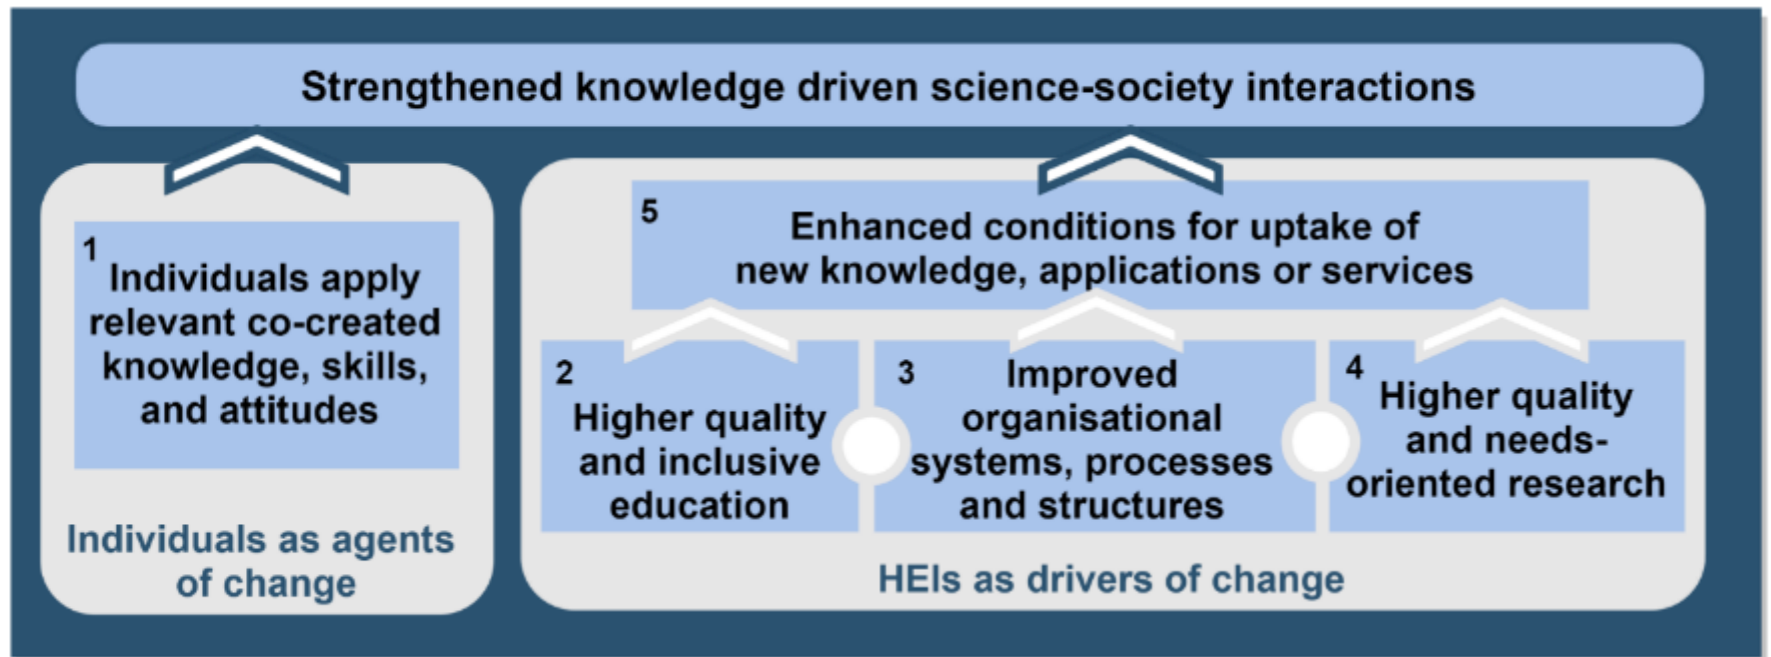 Strengthened knowledge driven science-society interactions
1
Individuals apply
relevant co-created
knowledge, skills,
and attitudes
Individuals as agents
of change
5
Enhanced conditions for uptake of
new knowledge, applications or services
2
Higher quality
and inclusive
education
3
Improved
organisational
systems, processes
and structures
4
Higher quality
and needs-
oriented research
HEIs as drivers of change